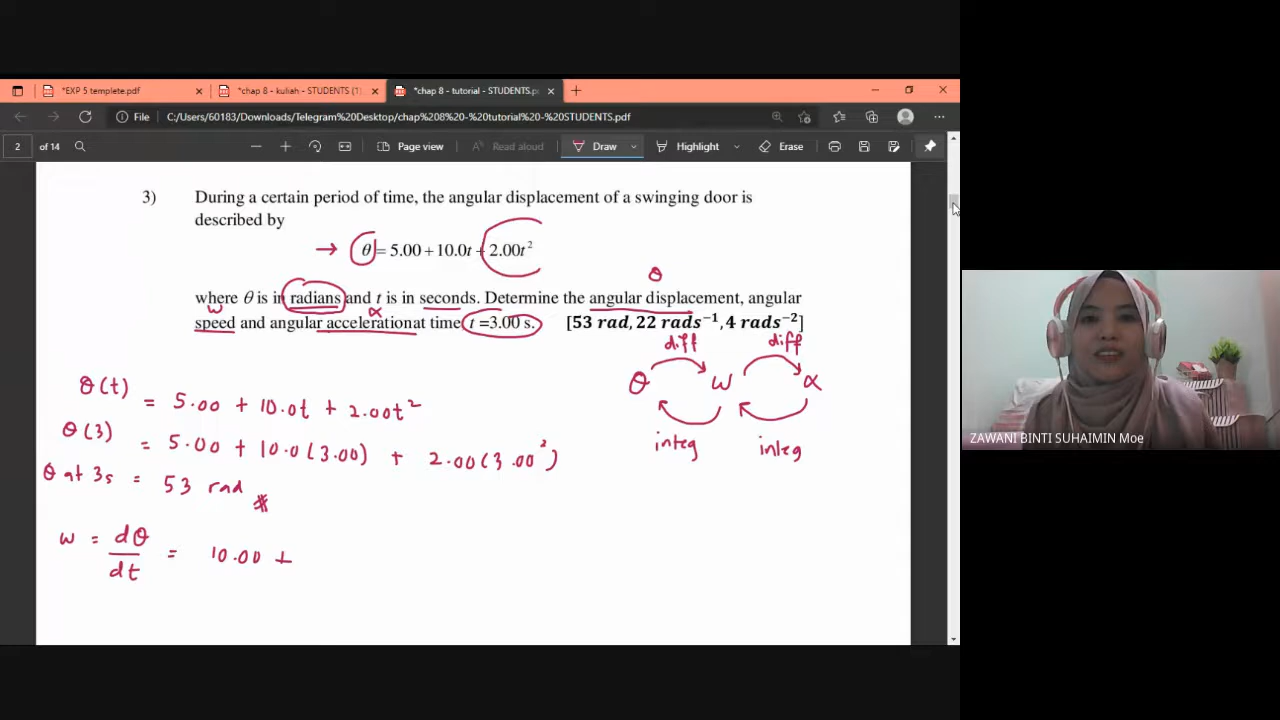 *EXP 5 templete.pdf
*chap 8 - kuliah - STUDENTS (1)
*chap 8 - tutorial - STUDENTS.p
File C:/Users/60183/Downloads/Telegram%20Desktop/chap%208%20-%20tutorial%20-%20STUDENTS.pdf
2 of 14 Page view Read aloud Draw Highlight Erase
3) During a certain period of time, the angular displacement of a swinging door is
described by
→ θ = 5.00 + 10.0t + 2.00t²
θ
where θ is in radians and t is in seconds. Determine the angular displacement, angular
ω α
speed and angular accelerationat time t =3.00 s. [53 rad, 22 rads⁻¹, 4 rads⁻²]
diff diff
θ ω α
integ integ
θ(t) = 5.00 + 10.0t + 2.00t²
θ(3) = 5.00 + 10.0(3.00) + 2.00(3.00²)
θ at 3s = 53 rad #
ω = dθ/dt = 10.00 +
ZAWANI BINTI SUHAIMIN Moe